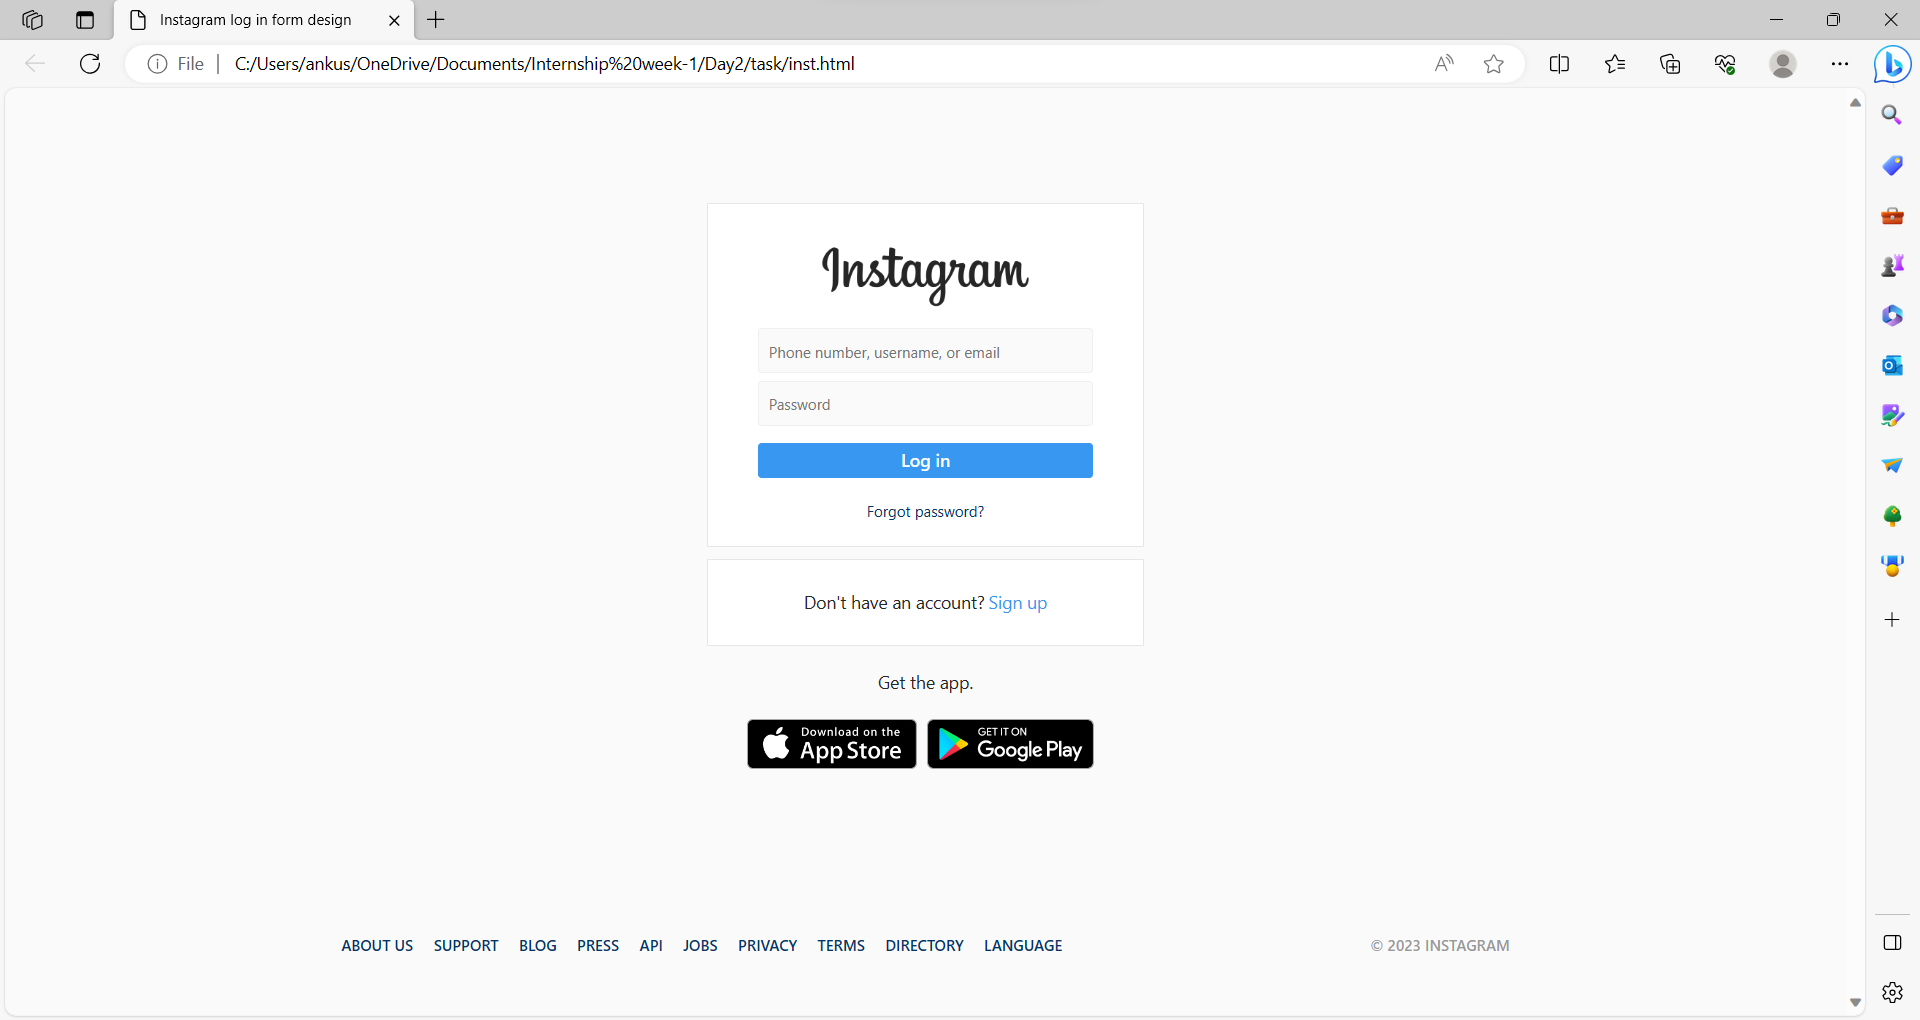 Instagram log in form design
File
C:/Users/ankus/OneDrive/Documents/Internship%20week-1/Day2/task/inst.html
Instagram
Phone number, username, or email
Password
Log in
Forgot password?
Don't have an account? Sign up
Get the app.
Download on the
App Store
GET IT ON
Google Play
ABOUT US SUPPORT BLOG PRESS API JOBS PRIVACY TERMS DIRECTORY LANGUAGE © 2023 INSTAGRAM